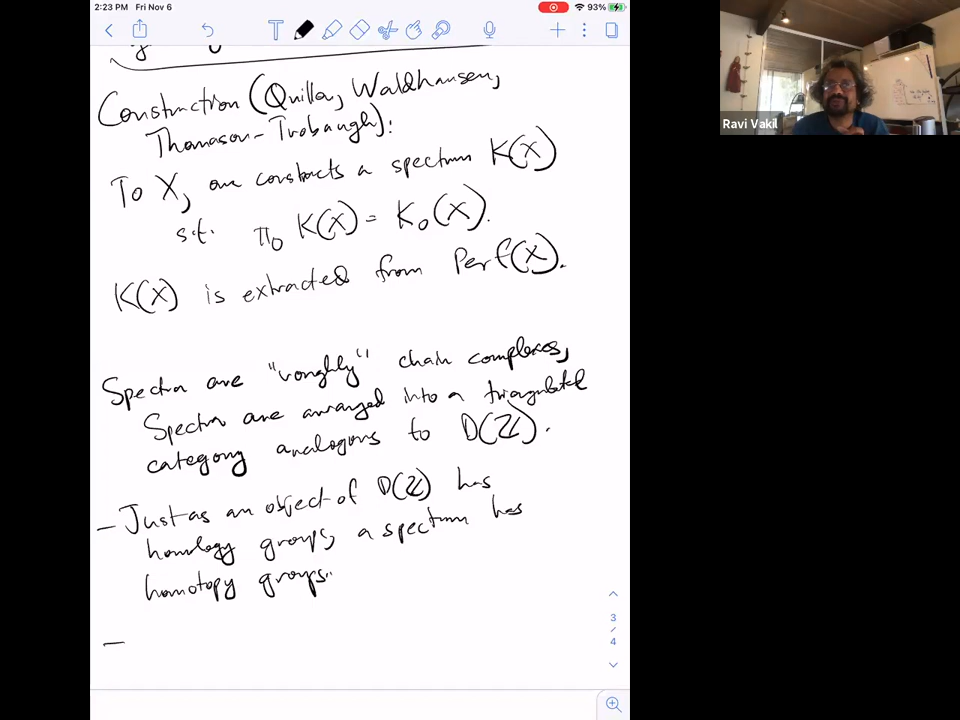 2:23 PM Fri Nov 6
93%
Construction (Quillen, Waldhausen,
Thomason-Trobaugh):
To X, one constructs a spectrum K(X)
s.t. π₀ K(X) = K₀(X).
K(X) is extracted from Perf(X).
Spectra are "roughly" chain complexes,
Spectra are arranged into a triangulated
category analogous to D(ℤ).
- Just as an object of D(ℤ) has
homology groups, a spectrum has
homotopy groups.
-
3
/
4
Ravi Vakil